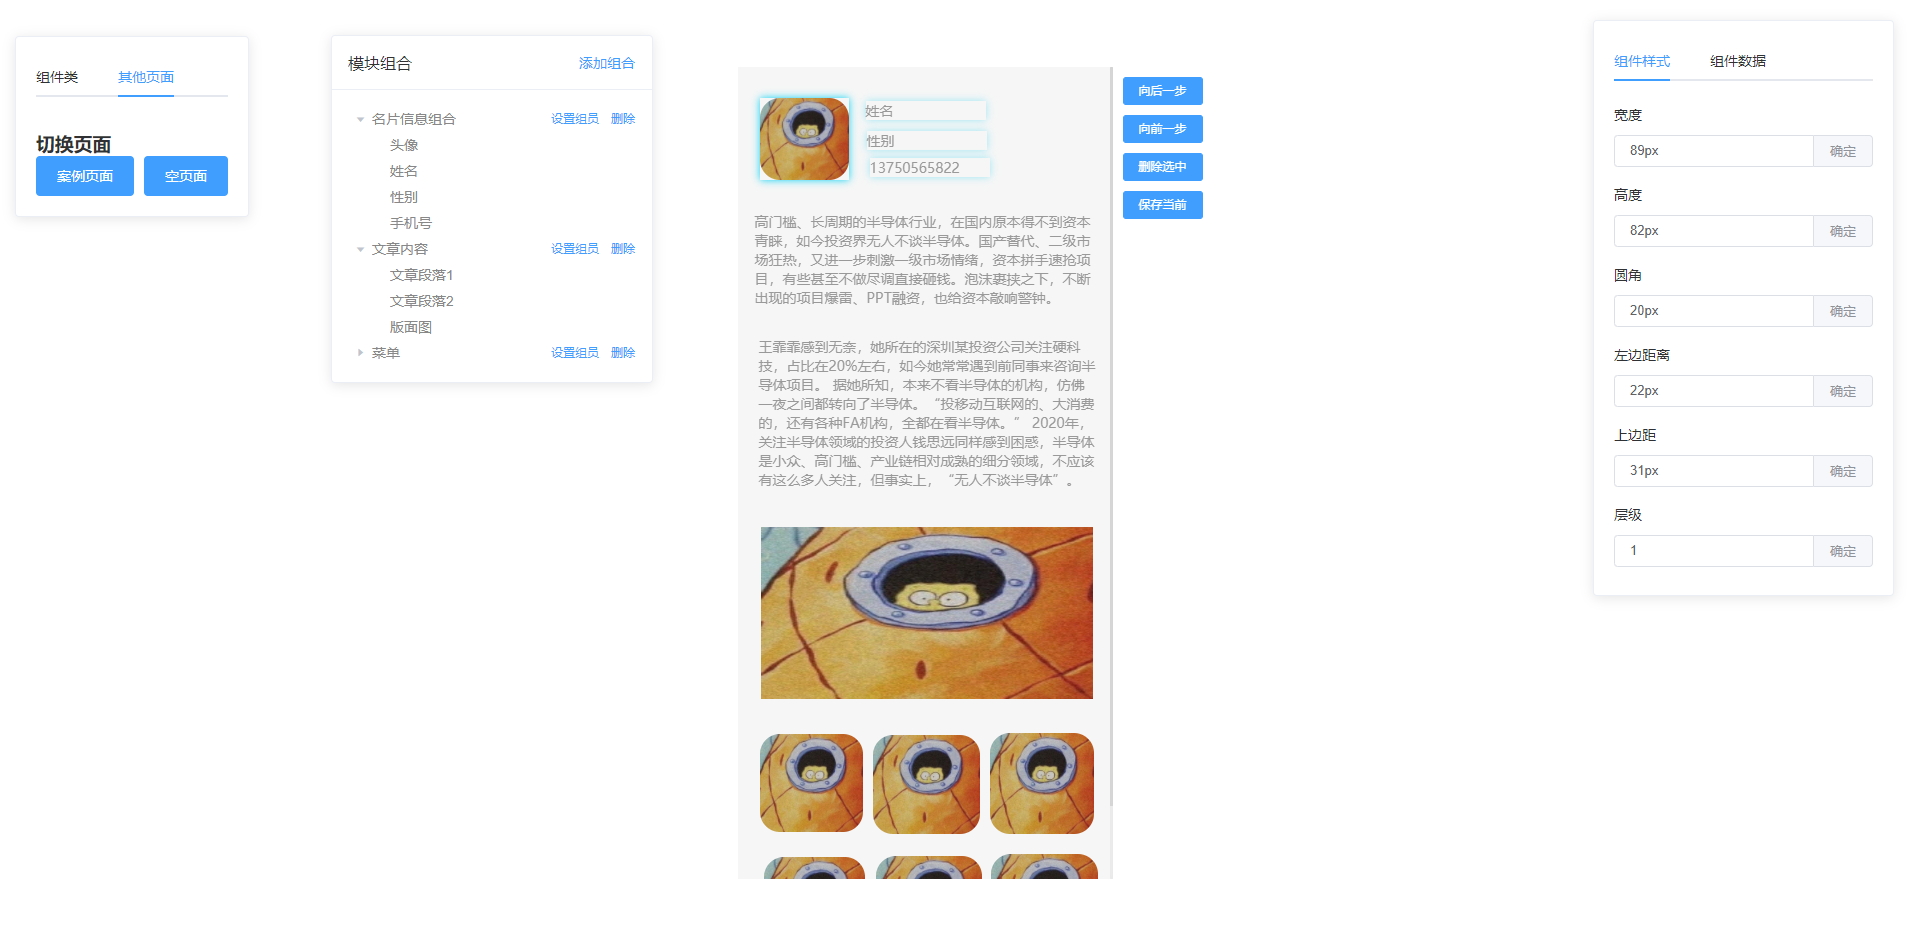 组件类 其他页面
切换页面
案例页面 空页面
模块组合 添加组合
名片信息组合 设置组员 删除
头像
姓名
性别
手机号
文章内容 设置组员 删除
文章段落1
文章段落2
版面图
菜单 设置组员 删除
姓名
性别
13750565822
高门槛、长周期的半导体行业，在国内原本得不到资本
青睐，如今投资界无人不谈半导体。国产替代、二级市
场狂热，又进一步刺激一级市场情绪，资本拼手速抢项
目，有些甚至不做尽调直接砸钱。泡沫裹挟之下，不断
出现的项目爆雷、PPT融资，也给资本敲响警钟。
王霏霏感到无奈，她所在的深圳某投资公司关注硬科
技，占比在20%左右，如今她常常遇到前同事来咨询半
导体项目。 据她所知，本来不看半导体的机构，仿佛
一夜之间都转向了半导体。“投移动互联网的、大消费
的，还有各种FA机构，全都在看半导体。” 2020年，
关注半导体领域的投资人钱思远同样感到困惑，半导体
是小众、高门槛、产业链相对成熟的细分领域，不应该
有这么多人关注，但事实上，“无人不谈半导体”。
向后一步
向前一步
删除选中
保存当前
组件样式 组件数据
宽度
89px 确定
高度
82px 确定
圆角
20px 确定
左边距离
22px 确定
上边距
31px 确定
层级
1 确定